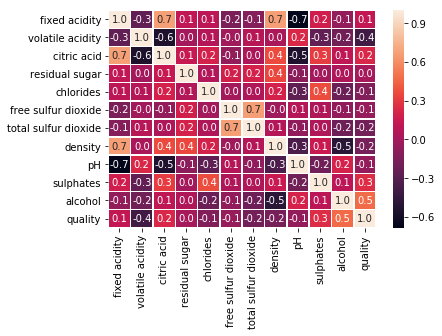 fixed acidity 1.0 -0.3 0.7 0.1 0.1 -0.2 -0.1 0.7 -0.7 0.2 -0.1 0.1
volatile acidity -0.3 1.0 -0.6 0.0 0.1 -0.0 0.1 0.0 0.2 -0.3 -0.2 -0.4
citric acid 0.7 -0.6 1.0 0.1 0.2 -0.1 0.0 0.4 -0.5 0.3 0.1 0.2
residual sugar 0.1 0.0 0.1 1.0 0.1 0.2 0.2 0.4 -0.1 0.0 0.0 0.0
chlorides 0.1 0.1 0.2 0.1 1.0 0.0 0.0 0.2 -0.3 0.4 -0.2 -0.1
free sulfur dioxide -0.2 -0.0 -0.1 0.2 0.0 1.0 0.7 -0.0 0.1 0.1 -0.1 -0.1
total sulfur dioxide -0.1 0.1 0.0 0.2 0.0 0.7 1.0 0.1 -0.1 0.0 -0.2 -0.2
density 0.7 0.0 0.4 0.4 0.2 -0.0 0.1 1.0 -0.3 0.1 -0.5 -0.2
pH -0.7 0.2 -0.5 -0.1 -0.3 0.1 -0.1 -0.3 1.0 -0.2 0.2 -0.1
sulphates 0.2 -0.3 0.3 0.0 0.4 0.1 0.0 0.1 -0.2 1.0 0.1 0.3
alcohol -0.1 -0.2 0.1 0.0 -0.2 -0.1 -0.2 -0.5 0.2 0.1 1.0 0.5
quality 0.1 -0.4 0.2 0.0 -0.1 -0.1 -0.2 -0.2 -0.1 0.3 0.5 1.0
fixed acidity
volatile acidity
citric acid
residual sugar
chlorides
free sulfur dioxide
total sulfur dioxide
density
pH
sulphates
alcohol
quality
0.9
0.6
0.3
0.0
−0.3
−0.6